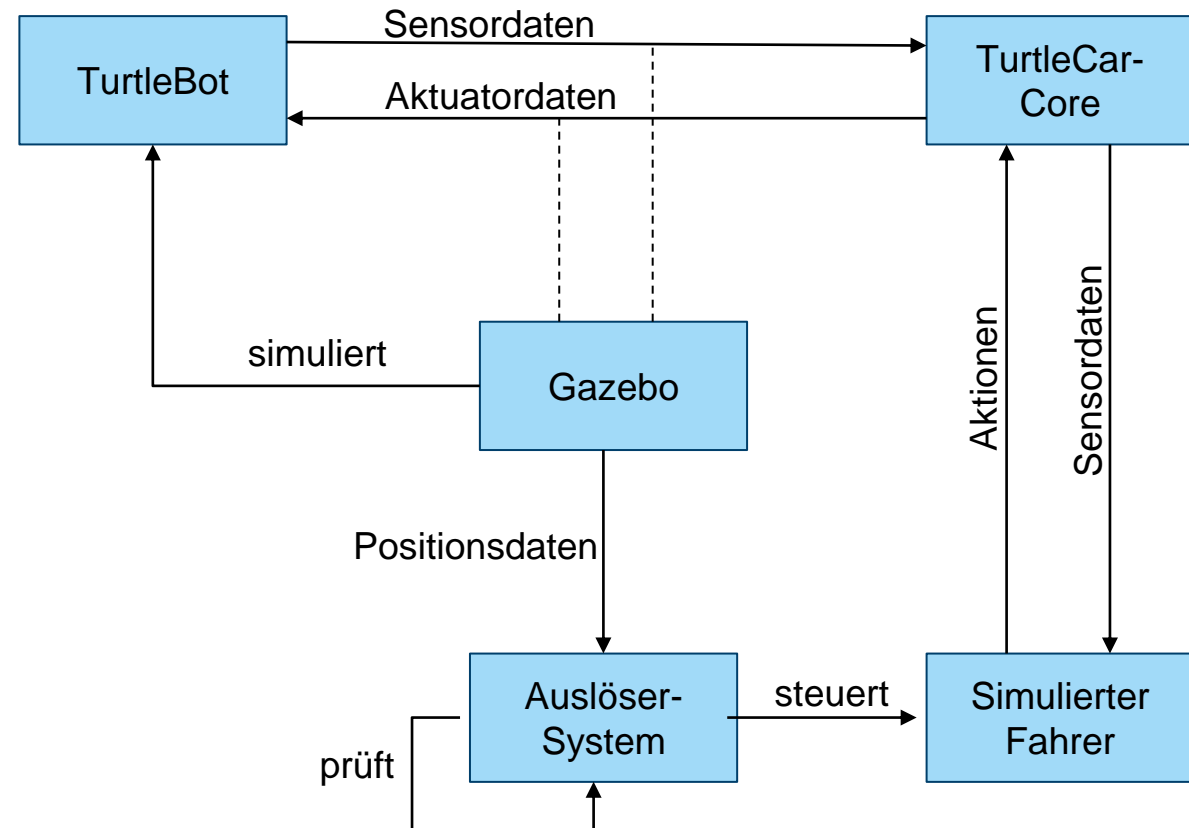 Sensordaten
TurtleBot
TurtleCar-
Core
Aktuatordaten
simuliert
Gazebo
Aktionen
Sensordaten
Positionsdaten
Auslöser-
System
steuert
Simulierter
Fahrer
prüft